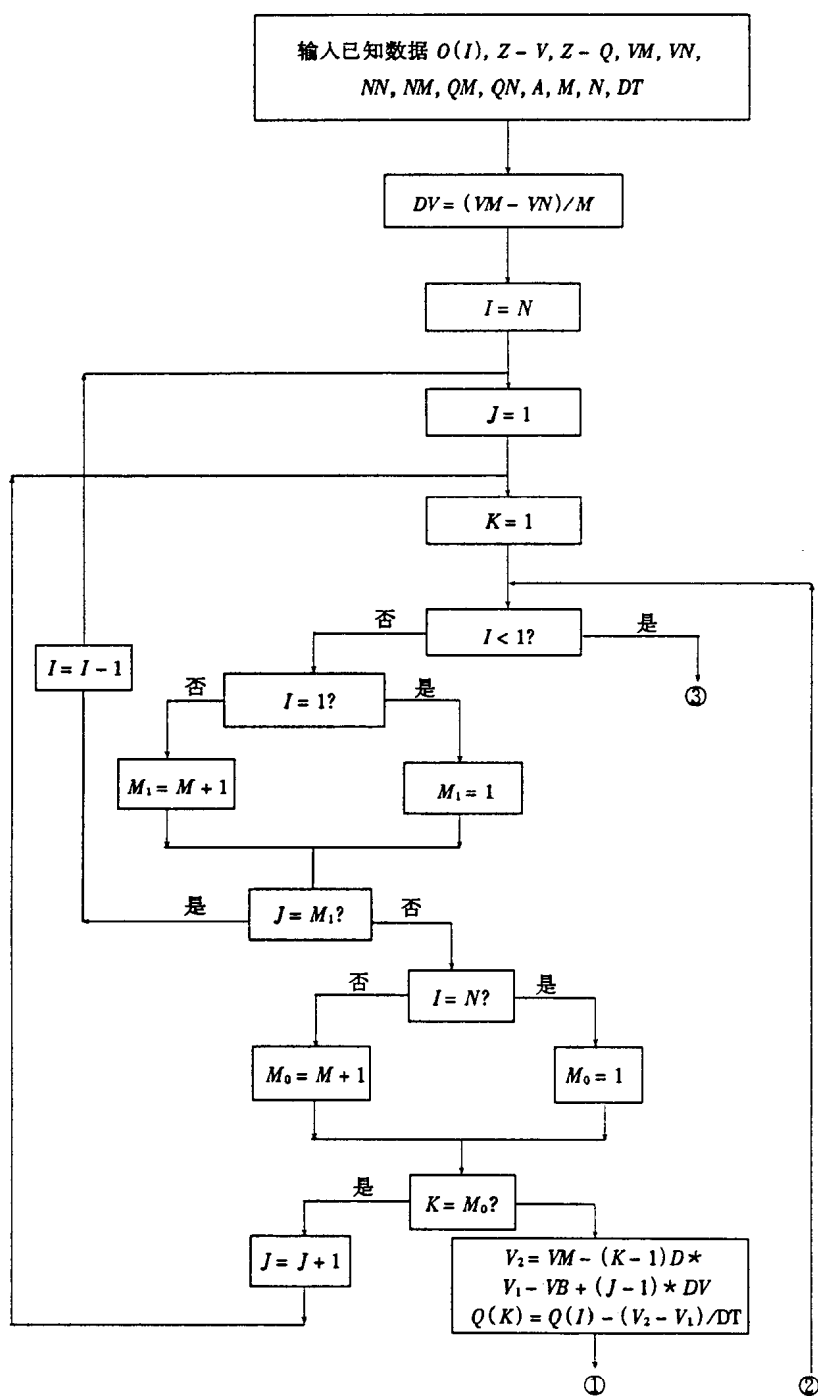 输入已知数据 O(I), Z-V, Z-Q, VM, VN,
NN, NM, QM, QN, A, M, N, DT
DV=(VM-VN)/M
I=N
J=1
K=1
I<1?
否
是
I=I-1
③
I=1?
否
是
M₁=M+1
M₁=1
J=M₁?
是
否
I=N?
否
是
M₀=M+1
M₀=1
K=M₀?
是
J=J+1
V₂=VM-(K-1)D*
V₁-VB+(J-1)*DV
Q(K)=Q(I)-(V₂-V₁)/DT
①
②